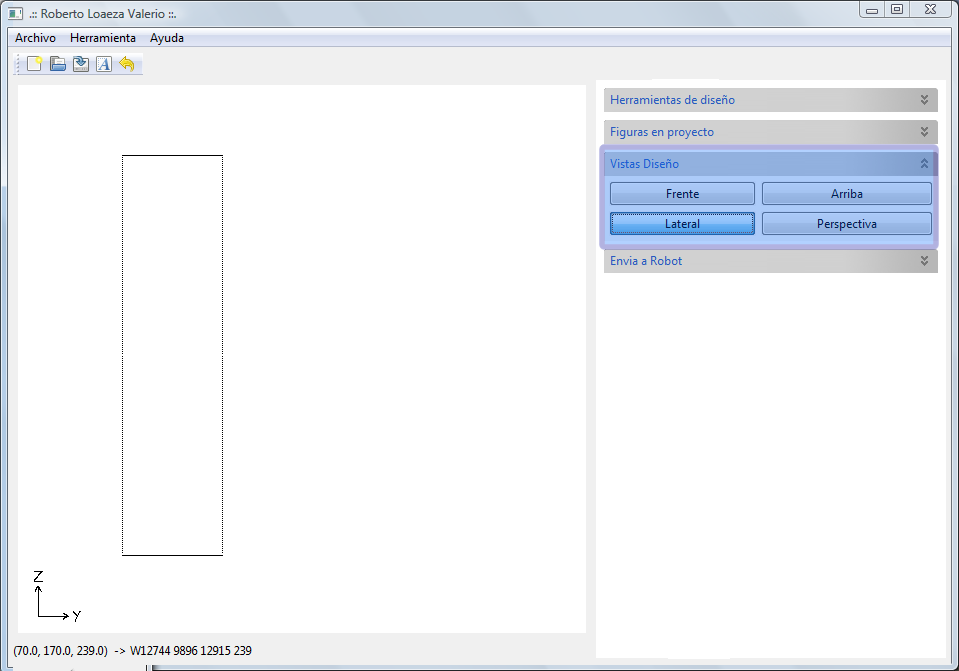 .:: Roberto Loaeza Valerio ::.
Archivo Herramienta Ayuda
A
Herramientas de diseño
Figuras en proyecto
Vistas Diseño
Frente Arriba
Lateral Perspectiva
Envia a Robot
Z
Y
(70.0, 170.0, 239.0) -> W12744 9896 12915 239